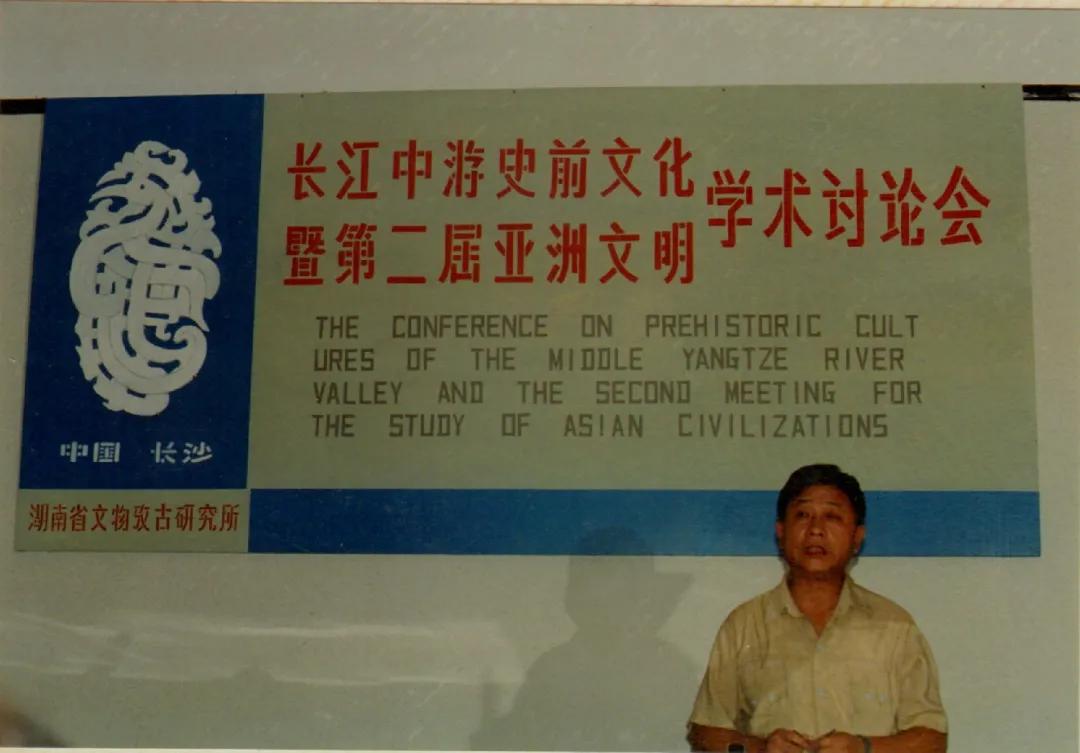 长江中游史前文化
暨第二届亚洲文明
学术讨论会
THE CONFERENCE ON PREHISTORIC CULT
URES OF THE MIDDLE YANGTZE RIVER
VALLEY AND THE SECOND MEETING FOR
THE STUDY OF ASIAN CIVILIZATIONS
中国 长沙
湖南省文物考古研究所